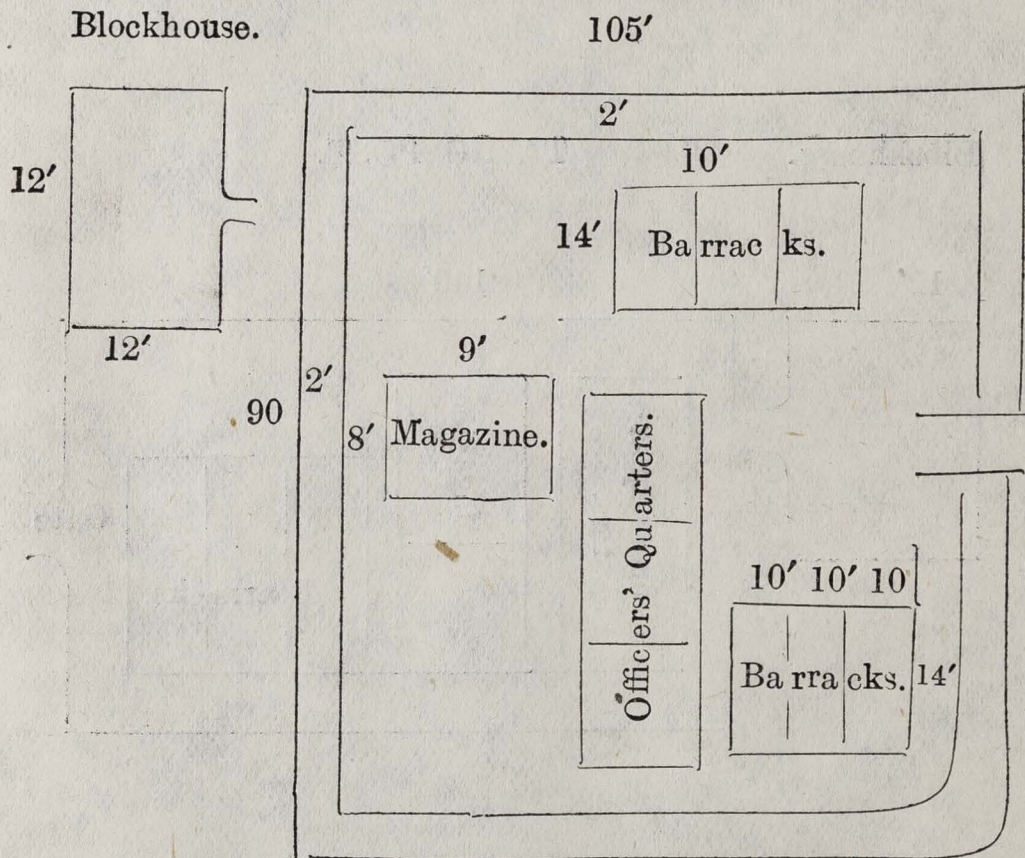 Blockhouse.
105′
2′
12′
10′
14′
Barracks.
12′
9′
2′
90
8′
Magazine.
Officers’ Quarters.
10′ 10′ 10
Barracks.
14′